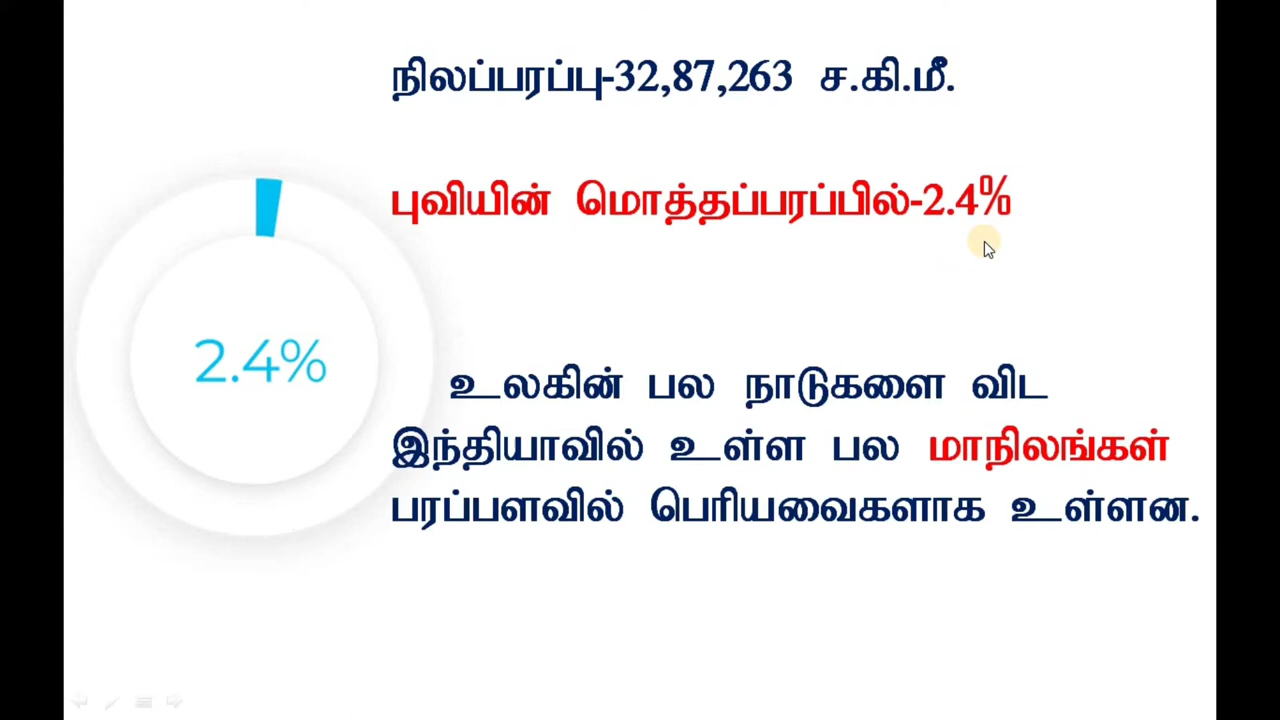 நிலப்பரப்பு-32,87,263 ச.கி.மீ.
புவியின் மொத்தப்பரப்பில்-2.4%
2.4%
உலகின் பல நாடுகளை விட
இந்தியாவில் உள்ள பல மாநிலங்கள்
பரப்பளவில் பெரியவைகளாக உள்ளன.